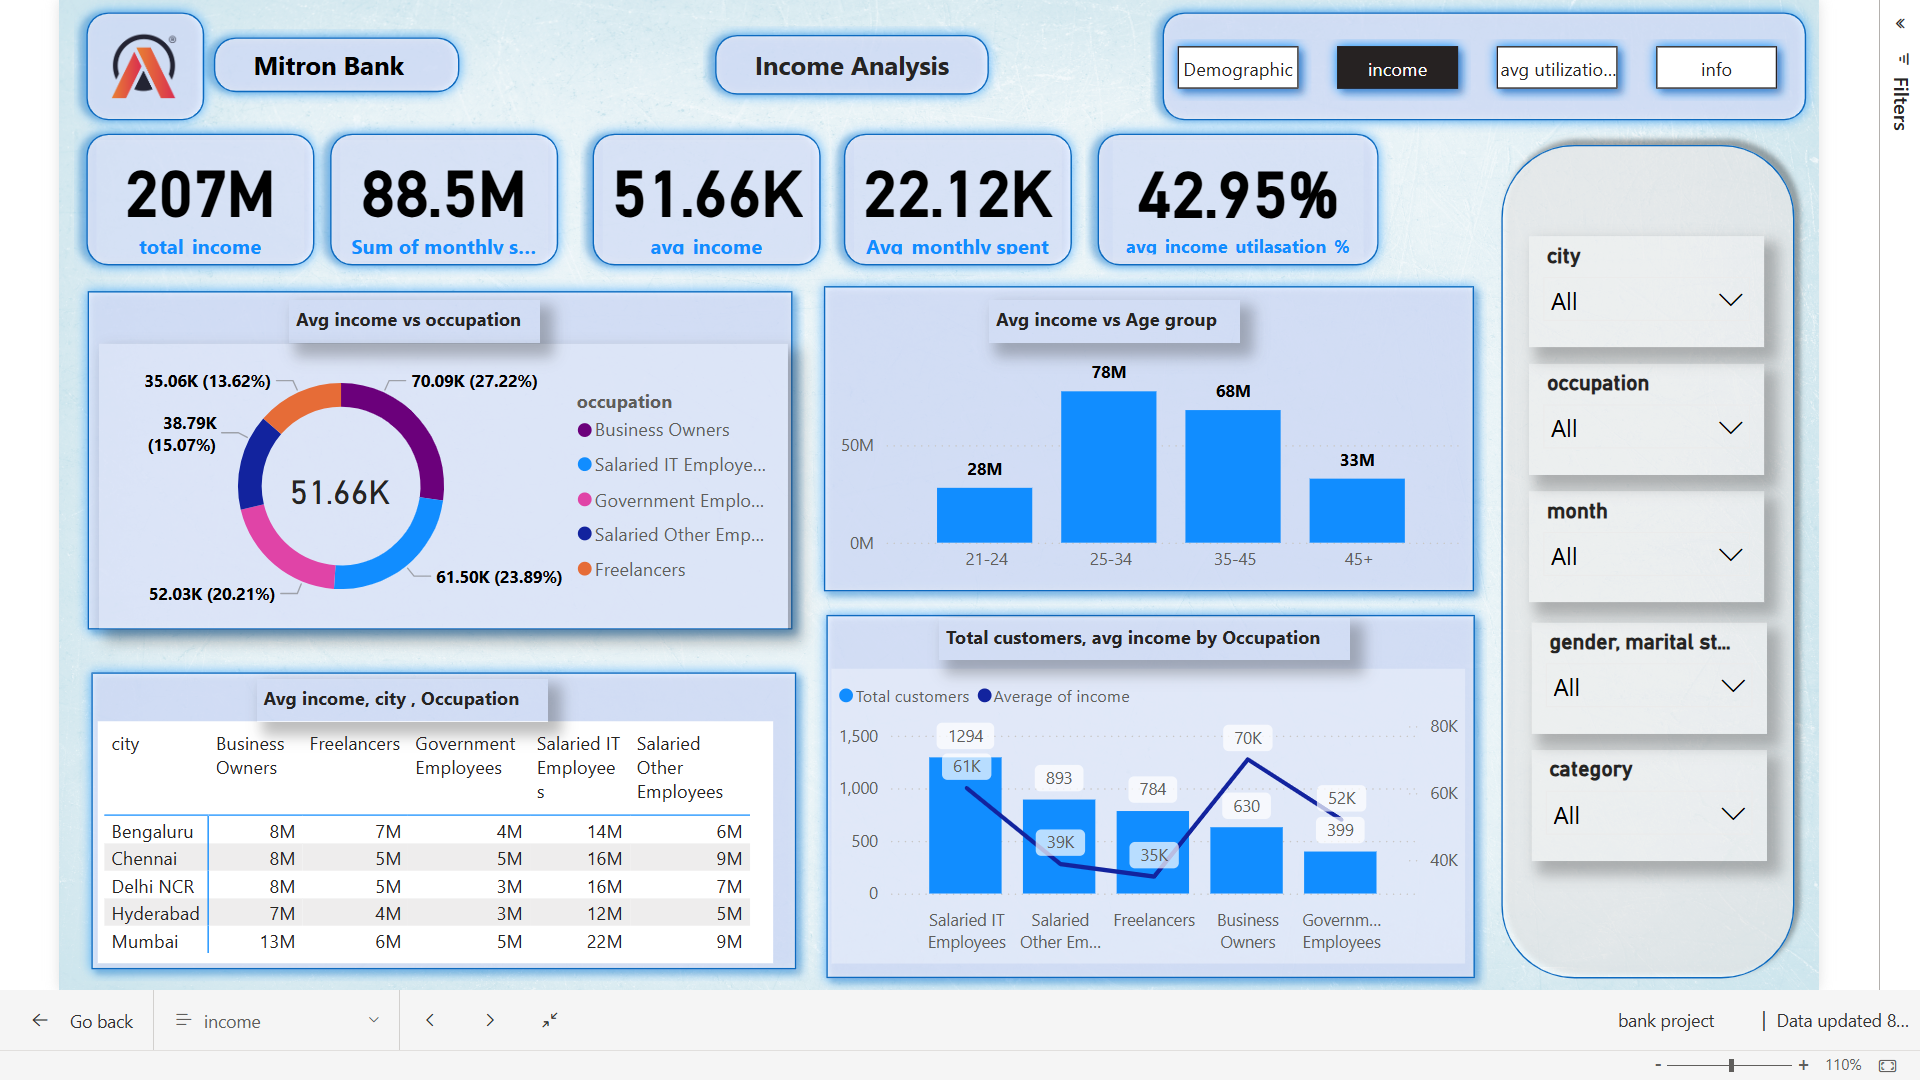 Mitron Bank
Income Analysis
Demographic
income
avg utilizatio...
info
«
Filters
®
207M
total income
88.5M
Sum of monthly s...
51.66K
avg income
22.12K
Avg monthly spent
42.95%
avg income utilasation %
Avg income vs occupation
35.06K (13.62%)
70.09K (27.22%)
38.79K
(15.07%)
51.66K
52.03K (20.21%)
61.50K (23.89%)
occupation
Business Owners
Salaried IT Employe...
Government Emplo...
Salaried Other Emp...
Freelancers
Avg income vs Age group
78M
68M
50M
28M
33M
0M
21-24 25-34 35-45 45+
Avg income, city , Occupation
city Business Owners Freelancers Government Employees Salaried IT Employees Salaried Other Employees
Bengaluru 8M 7M 4M 14M 6M
Chennai 8M 5M 5M 16M 9M
Delhi NCR 8M 5M 3M 16M 7M
Hyderabad 7M 4M 3M 12M 5M
Mumbai 13M 6M 5M 22M 9M
Total customers, avg income by Occupation
Total customers Average of income
1,500
1,000
500
0
80K
60K
40K
1294
61K
893
39K
784
35K
70K
630
52K
399
Salaried IT Employees
Salaried Other Em...
Freelancers
Business Owners
Governm... Employees
city
All
occupation
All
month
All
gender, marital st...
All
category
All
Go back
income
bank project | Data updated 8...
- + 110%